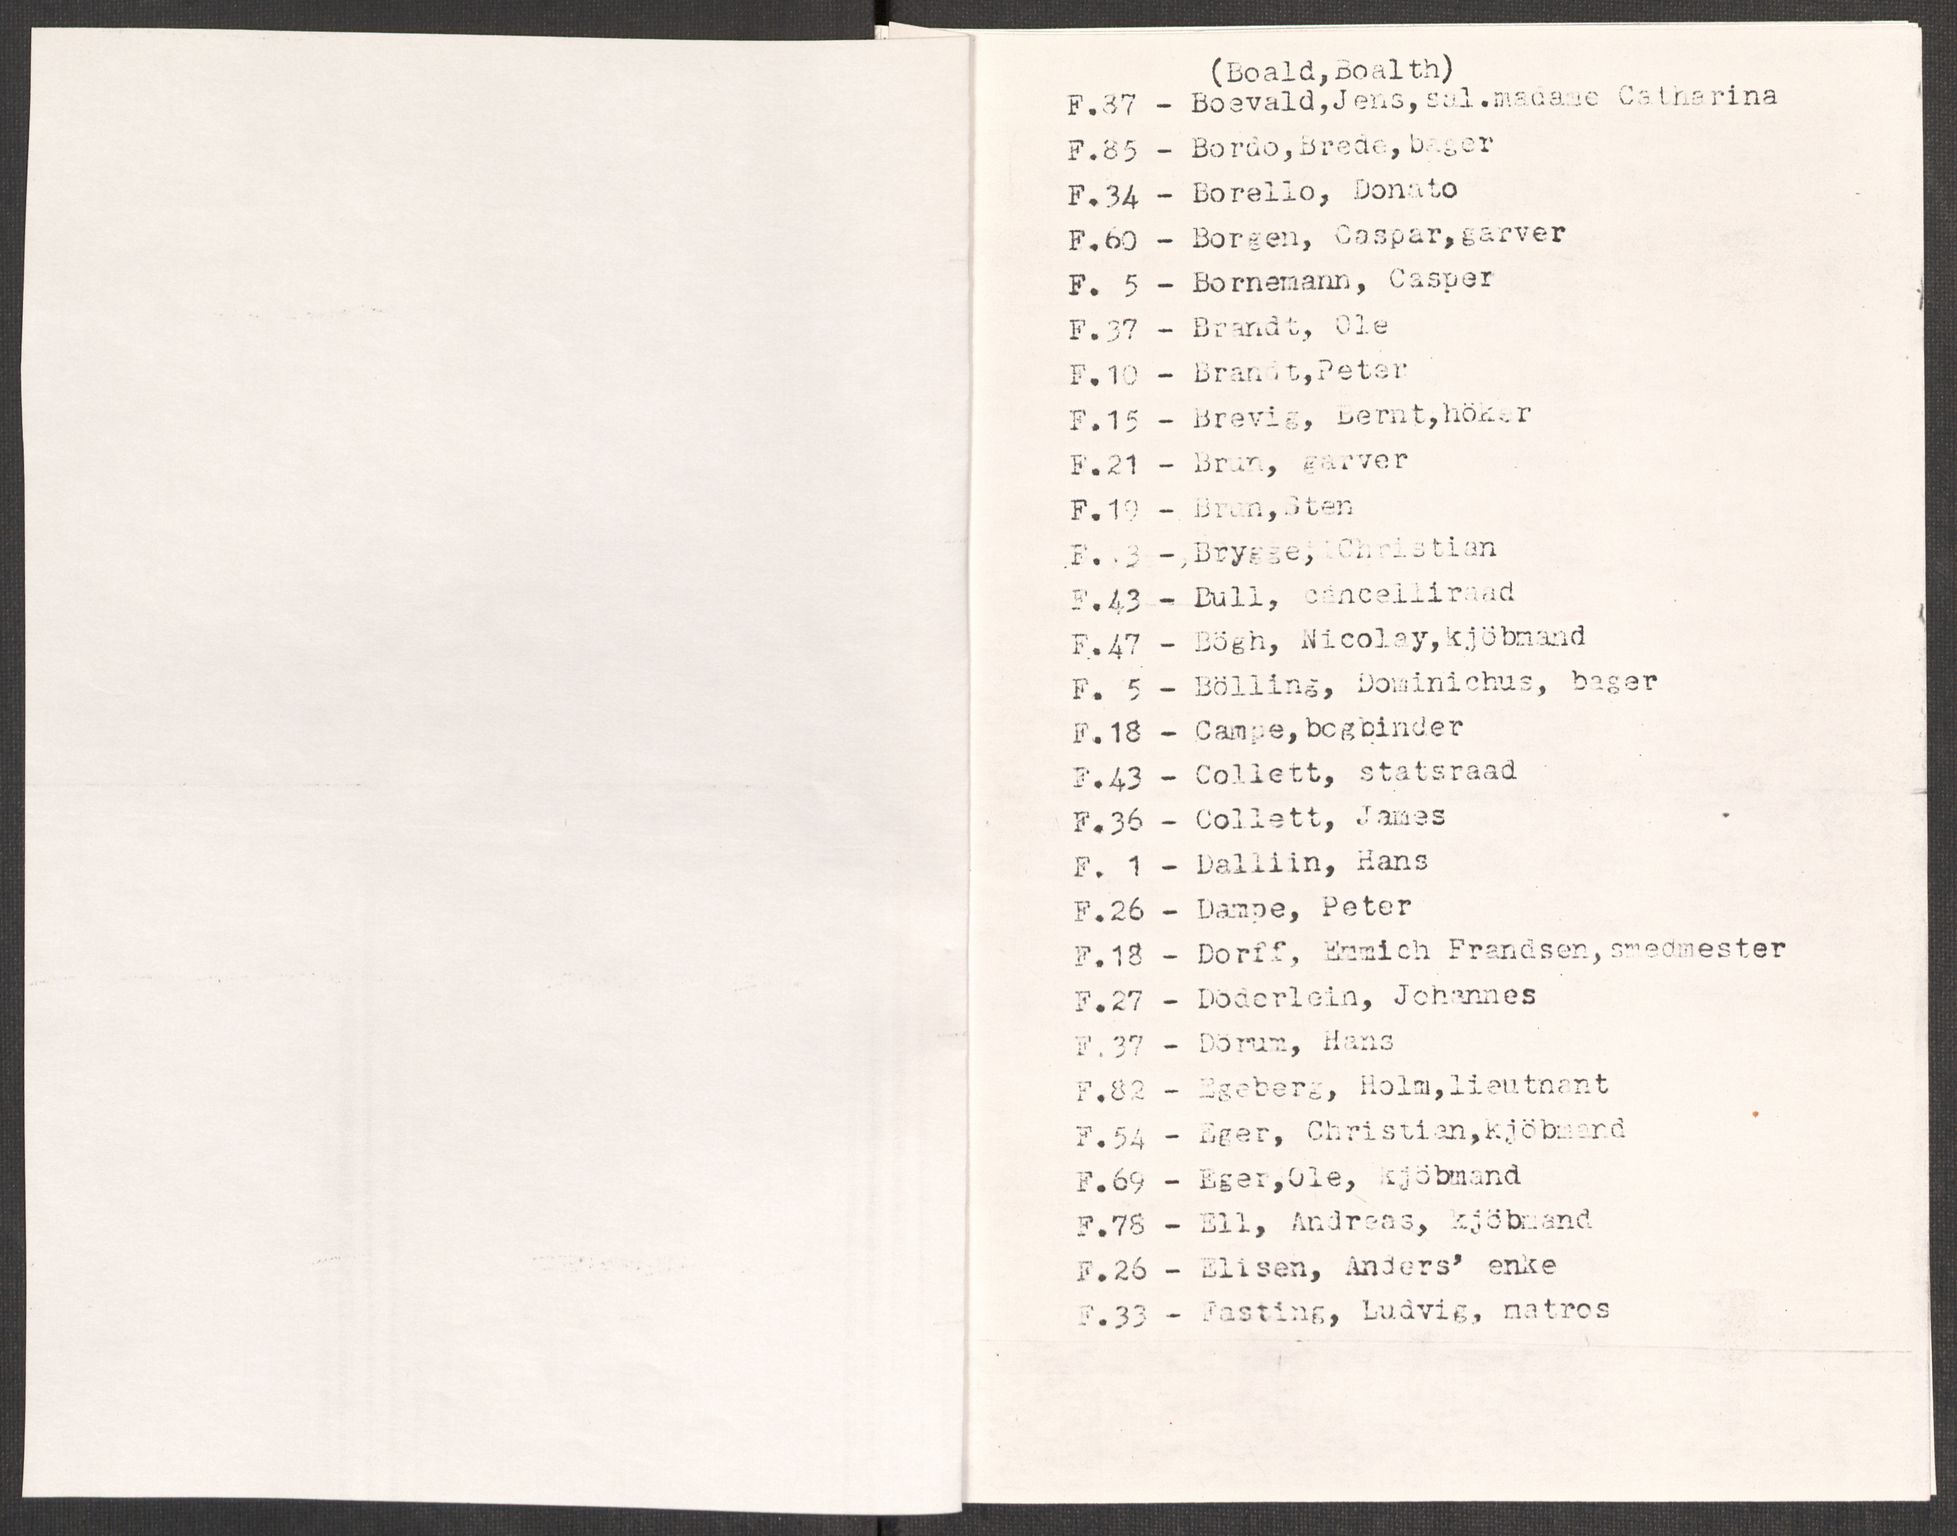 (Boald,Boalth)
F.87 - Boevald,Jens,sal.madame Catharina
F.85 - Bordo,Brede,bager
F.34 - Borello, Donato
F.60 - Borgen, Caspar,garver
F. 5 - Bornemann, Casper
F.37 - Brandt, Ole
F.10 - Brandt,Peter
F.15 - Brevig, Bernt,höker
F.21 - Brun, garver
F.19 - Brun,Sten
- Brygge, Christian
F.43 - Bull, cancelliraad
F.47 - Bögh, Nicolay,kjöbmand
F. 5 - Bölling, Dominichus, bager
F.18 - Campe,bogbinder
F.43 - Collett, statsraad
F.36 - Collett, James
F. 1 - Dalliin, Hans
F.26 - Dampe, Peter
F.18 - Dorff, Emmich Frandsen,smedmester
F.27 - Döderlein, Johannes
F.37 - Dörum, Hans
F.82 - Egeberg, Holm,lieutnant
F.54 - Eger, Christian,kjöbmand
F.69 - Eger,Ole, kjöbmand
F.78 - Ell, Andreas, kjöbmand
F.26 - Elisen, Anders' enke
F.33 - Fasting, Ludvig, matros